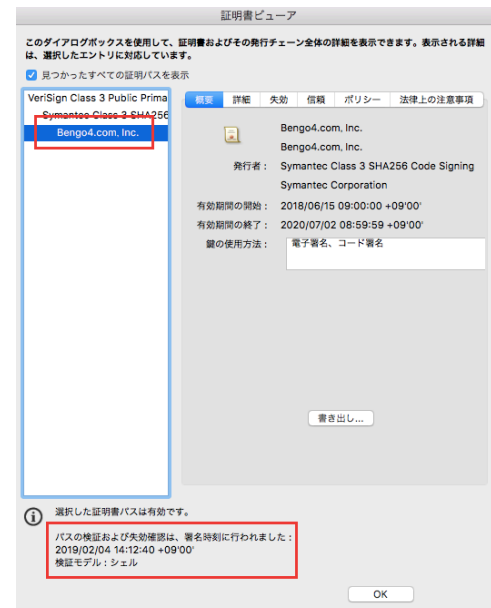 証明書ビューア
このダイアログボックスを使用して、証明書およびその発行チェーン全体の詳細を表示できます。表示される詳細
は、選択したエントリに対応しています。
見つかったすべての証明パスを表示
VeriSign Class 3 Public Prima
Symantec Class 3 SHA256
Bengo4.com, Inc.
概要 詳細 失効 信頼 ポリシー 法律上の注意事項
Bengo4.com, Inc.
Bengo4.com, Inc.
発行者: Symantec Class 3 SHA256 Code Signing
Symantec Corporation
有効期間の開始: 2018/06/15 09:00:00 +09'00'
有効期間の終了: 2020/07/02 08:59:59 +09'00'
鍵の使用方法: 電子署名、コード署名
書き出し...
選択した証明書パスは有効です。
パスの検証および失効確認は、署名時刻に行われました:
2019/02/04 14:12:40 +09'00'
検証モデル:シェル
OK